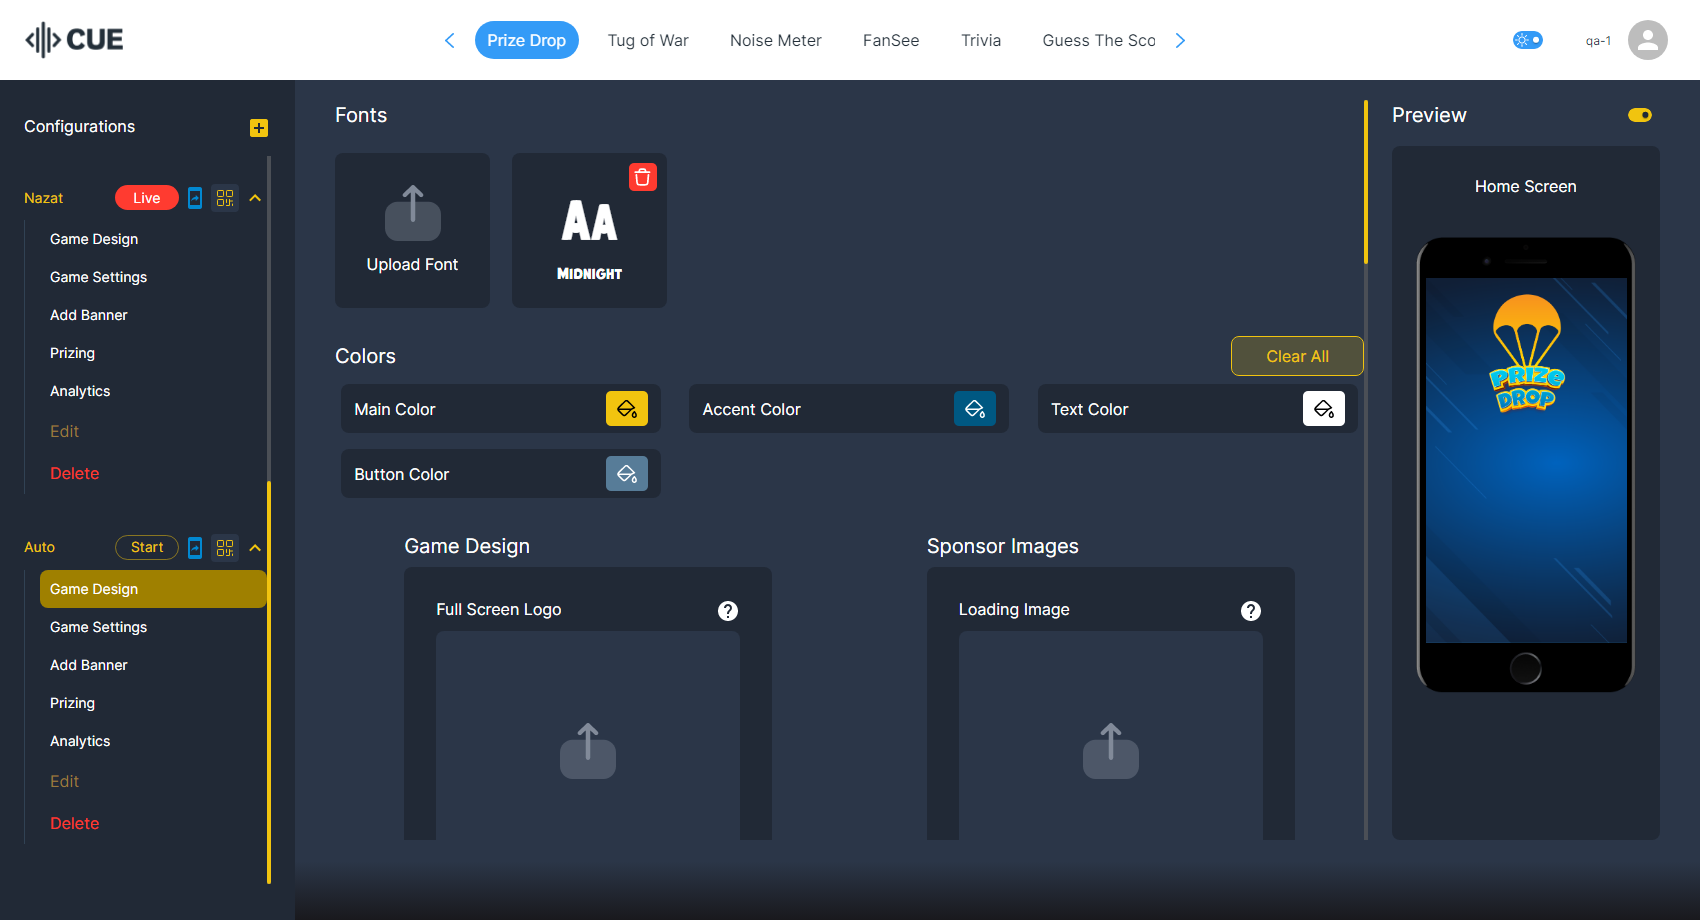 CUE
Prize Drop
Tug of War
Noise Meter
FanSee
Trivia
Guess The Sco
qa-1
Configurations
Nazat
Live
Game Design
Game Settings
Add Banner
Prizing
Analytics
Edit
Delete
Auto
Start
Game Design
Game Settings
Add Banner
Prizing
Analytics
Edit
Delete
Fonts
Upload Font
AA
MIDNIGHT
Colors
Clear All
Main Color
Accent Color
Text Color
Button Color
Game Design
Full Screen Logo
?
Sponsor Images
Loading Image
?
Preview
Home Screen
PRIZE
DROP